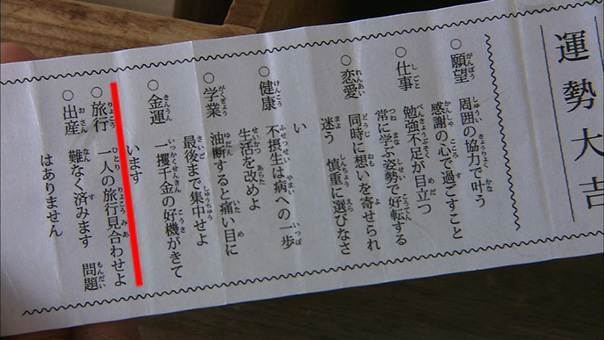 運勢大吉
○願望 周囲の協力で叶う
感謝の心で過ごすこと
○仕事 勉強不足が目立つ
常に学ぶ姿勢で好転する
○恋愛 同時に想いを寄せられ
迷う 慎重に選びなさ
い
○健康 不摂生は病への一歩
生活を改めよ
○学業 油断すると痛い目に
最後まで集中せよ
○金運 一攫千金の好機がきて
います
○旅行 一人の旅行見合わせよ
○出産 難なく済みます 問題
はありません